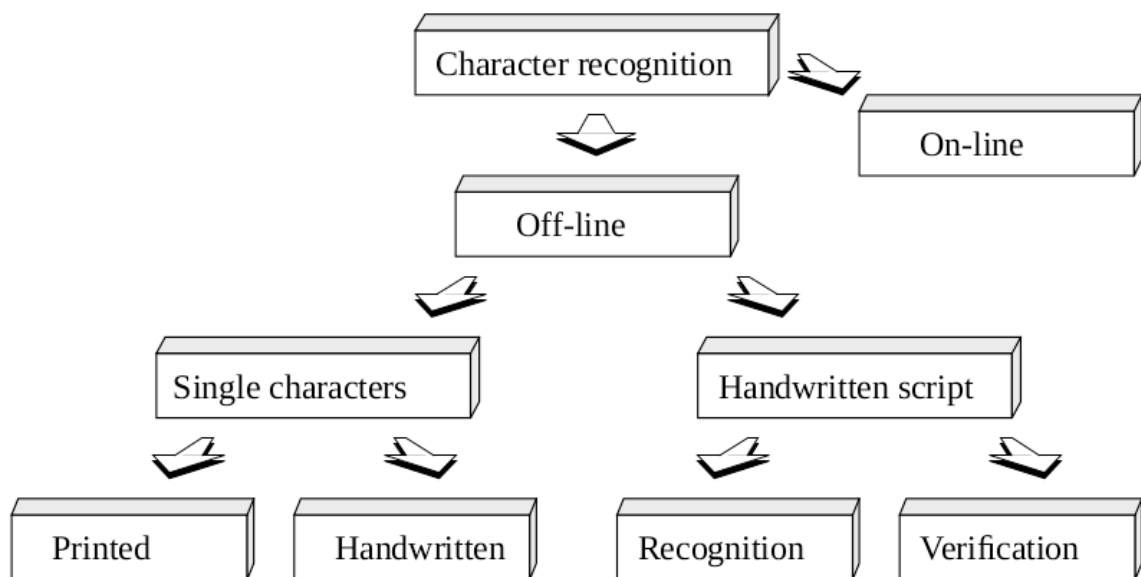 Character recognition
On-line
Off-line
Single characters
Handwritten script
Printed
Handwritten
Recognition
Verification